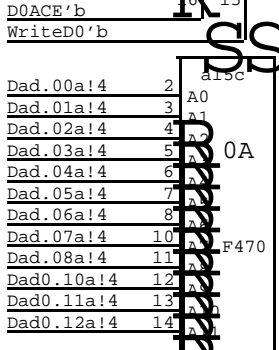 D0ACE'b
WriteD0'b
SS
a15c
Dad.00a!4 2 A0
Dad.01a!4 3 A1
Dad.02a!4 4 A2
Dad.03a!4 5 0A
Dad.04a!4 6
Dad.05a!4 7
Dad.06a!4 8
Dad.07a!4 10 F470
Dad.08a!4 11
Dad0.10a!4 12
Dad0.11a!4 13
Dad0.12a!4 14